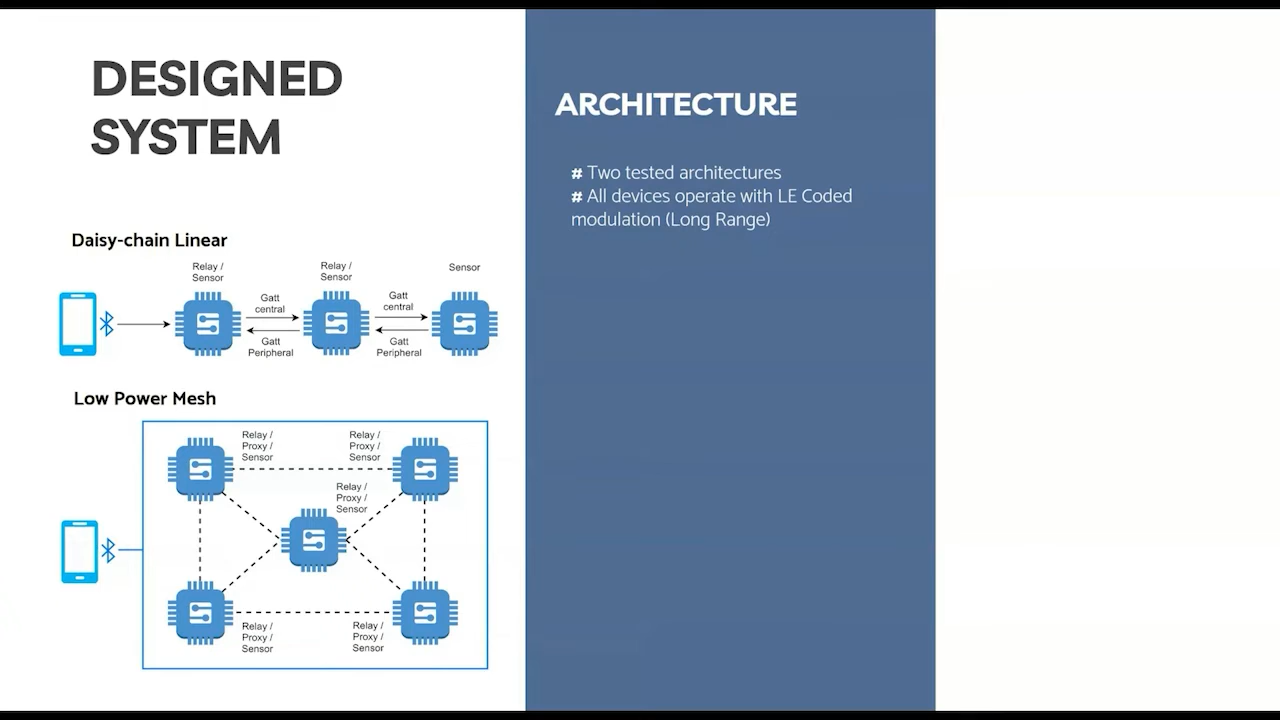 DESIGNED
SYSTEM
Daisy-chain Linear
Relay /
Sensor
Relay /
Sensor
Sensor
Gatt
central
Gatt
central
Gatt
Peripheral
Gatt
Peripheral
Low Power Mesh
Relay /
Proxy /
Sensor
Relay /
Proxy /
Sensor
Relay /
Proxy /
Sensor
Relay /
Proxy /
Sensor
Relay /
Proxy /
Sensor
ARCHITECTURE
# Two tested architectures
# All devices operate with LE Coded
modulation (Long Range)